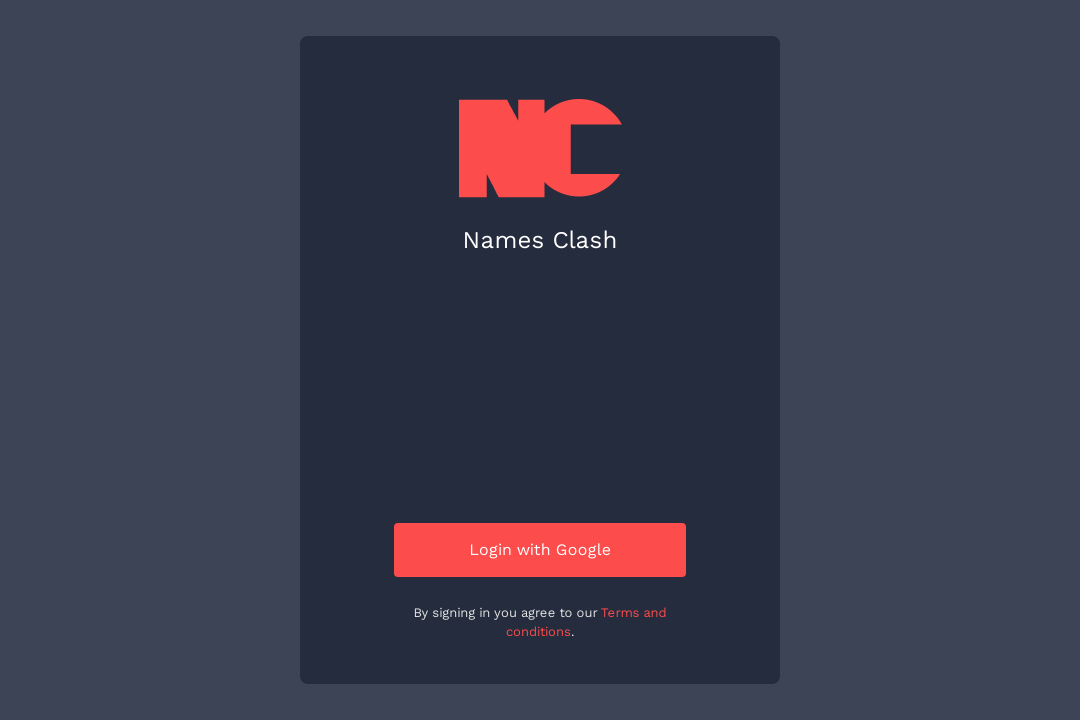 NC
Names Clash
Login with Google
By signing in you agree to our Terms and
conditions.